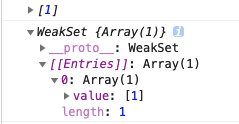 ▶ [1]
▼ WeakSet {Array(1)} i
▶ __proto__: WeakSet
▼ [[Entries]]: Array(1)
▼ 0: Array(1)
▶ value: [1]
length: 1